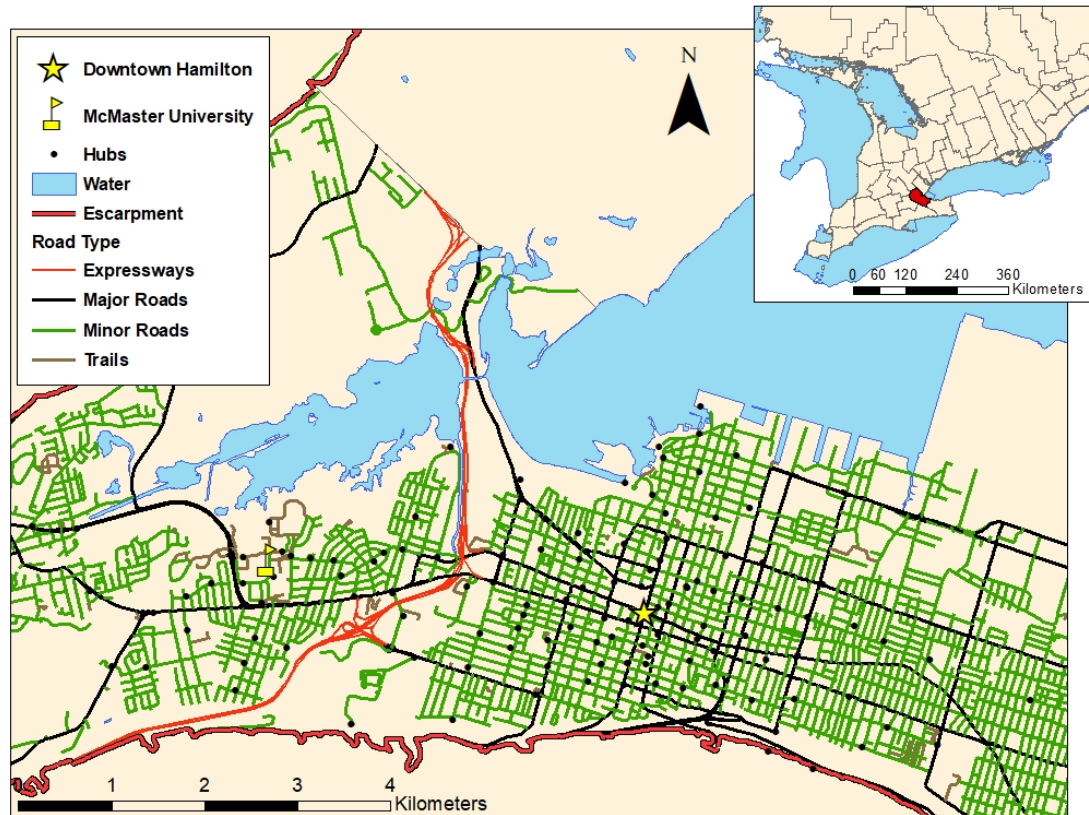 Downtown Hamilton
McMaster University
Hubs
Water
Escarpment
Road Type
Expressways
Major Roads
Minor Roads
Trails
N
0 60 120 240 360
Kilometers
0 1 2 3 4
Kilometers